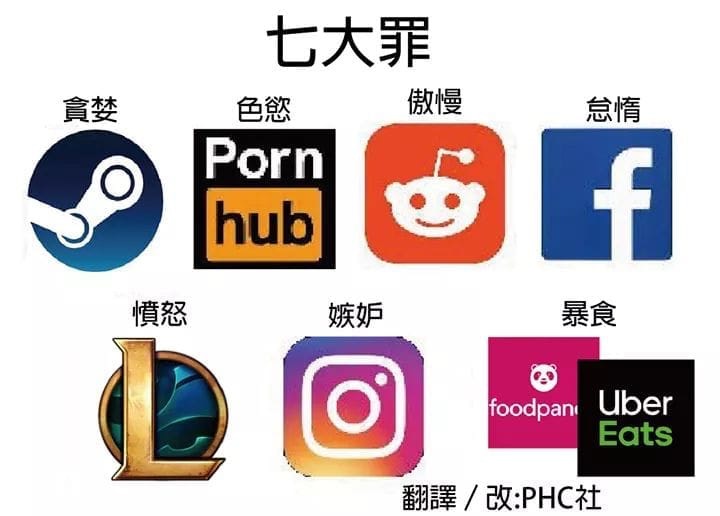 七大罪
貪婪
色慾
傲慢
怠惰
Porn
hub
f
憤怒
嫉妒
暴食
L
foodpan
Uber
Eats
翻譯 / 改:PHC社